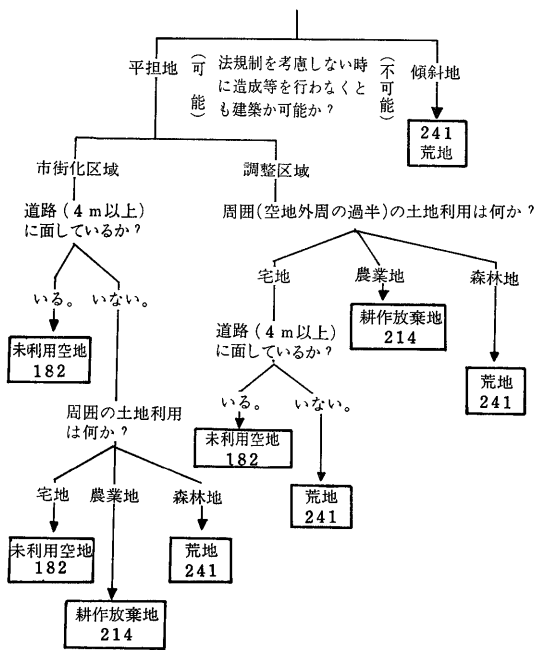 平担地
(可能)
法規制を考慮しない時
に造成等を行わなくと
も建築か可能か?
(不可能)
傾斜地
241
荒地
市街化区域
調整区域
道路(4m以上)
に面しているか?
周囲(空地外周の過半)の土地利用は何か?
いる。
いない。
未利用空地
182
宅地
農業地
森林地
耕作放棄地
214
荒地
241
道路(4m以上)
に面しているか?
いる。
いない。
未利用空地
182
荒地
241
周囲の土地利用
は何か?
宅地
農業地
森林地
未利用空地
182
荒地
241
耕作放棄地
214